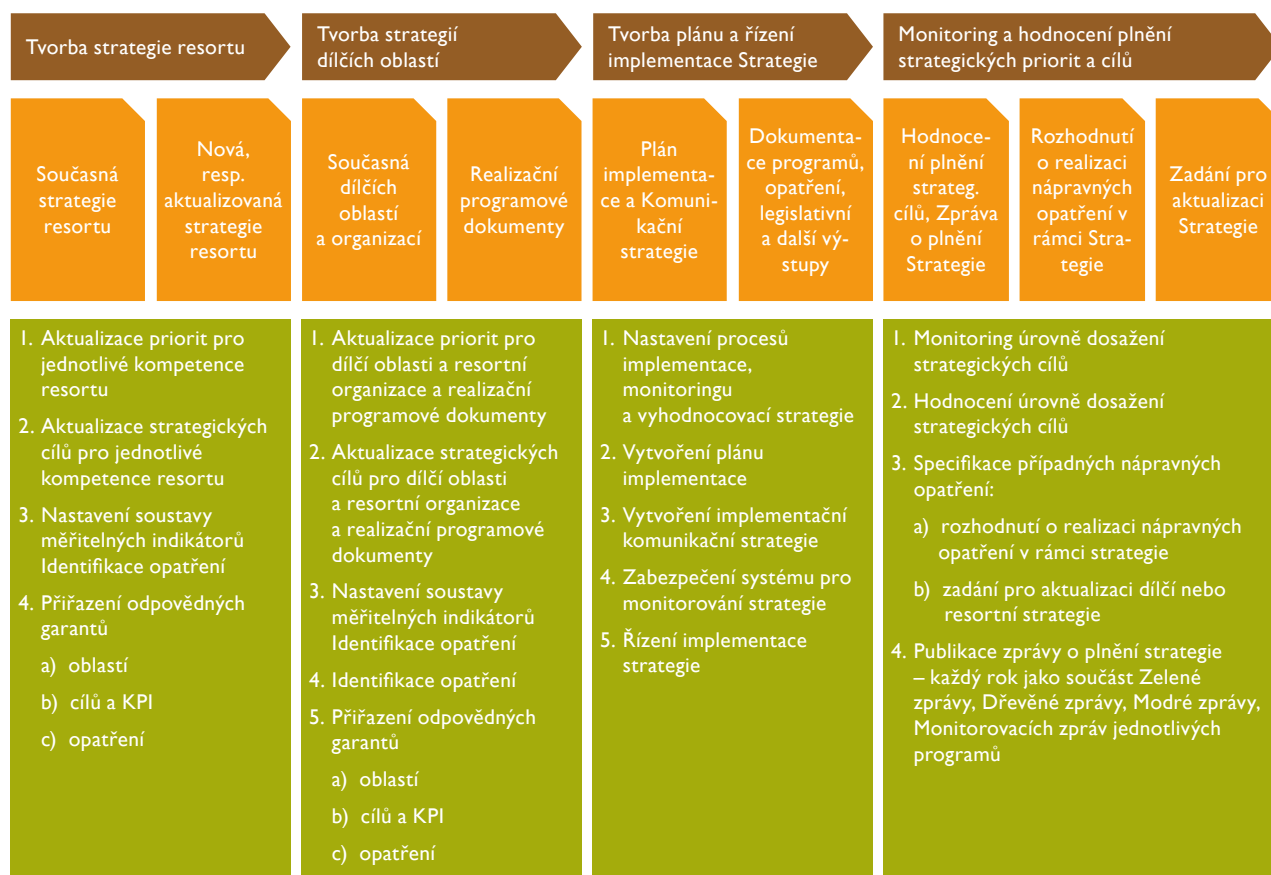 Tvorba strategie resortu
Tvorba strategií
dílčích oblastí
Tvorba plánu a řízení
implementace Strategie
Monitoring a hodnocení plnění
strategických priorit a cílů
Současná
strategie
resortu
Nová,
resp.
aktualizovaná
strategie
resortu
Současná
dílčích
oblastí
a organizací
Realizační
programové
dokumenty
Plán
implementa-
ce a Komuni-
kační
strategie
Dokumenta-
ce programů,
opatření,
legislativní
a další vý-
stupy
Hodnoce-
ní plnění
strateg.
cílů, Zpráva
o plnění
Strategie
Rozhodnutí
o realizaci
nápravných
opatření v
rámci Stra-
tegie
Zadání pro
aktualizaci
Strategie
1. Aktualizace priorit pro
jednotlivé kompetence
resortu
2. Aktualizace strategických
cílů pro jednotlivé
kompetence resortu
3. Nastavení soustavy
měřitelných indikátorů
Identifikace opatření
4. Přiřazení odpovědných
garantů
a) oblastí
b) cílů a KPI
c) opatření
1. Aktualizace priorit pro
dílčí oblasti a resortní
organizace a realizační
programové dokumenty
2. Aktualizace strategických
cílů pro dílčí oblasti
a resortní organizace
a realizační programové
dokumenty
3. Nastavení soustavy
měřitelných indikátorů
Identifikace opatření
4. Identifikace opatření
5. Přiřazení odpovědných
garantů
a) oblastí
b) cílů a KPI
c) opatření
1. Nastavení procesů
implementace,
monitoringu
a vyhodnocovací strategie
2. Vytvoření plánu
implementace
3. Vytvoření implementační
komunikační strategie
4. Zabezpečení systému pro
monitorování strategie
5. Řízení implementace
strategie
1. Monitoring úrovně dosažení
strategických cílů
2. Hodnocení úrovně dosažení
strategických cílů
3. Specifikace případných nápravných
opatření:
a) rozhodnutí o realizaci nápravných
opatření v rámci strategie
b) zadání pro aktualizaci dílčí nebo
resortní strategie
4. Publikace zprávy o plnění strategie
– každý rok jako součást Zelené
zprávy, Dřevěné zprávy, Modré zprávy,
Monitorovacích zpráv jednotlivých
programů